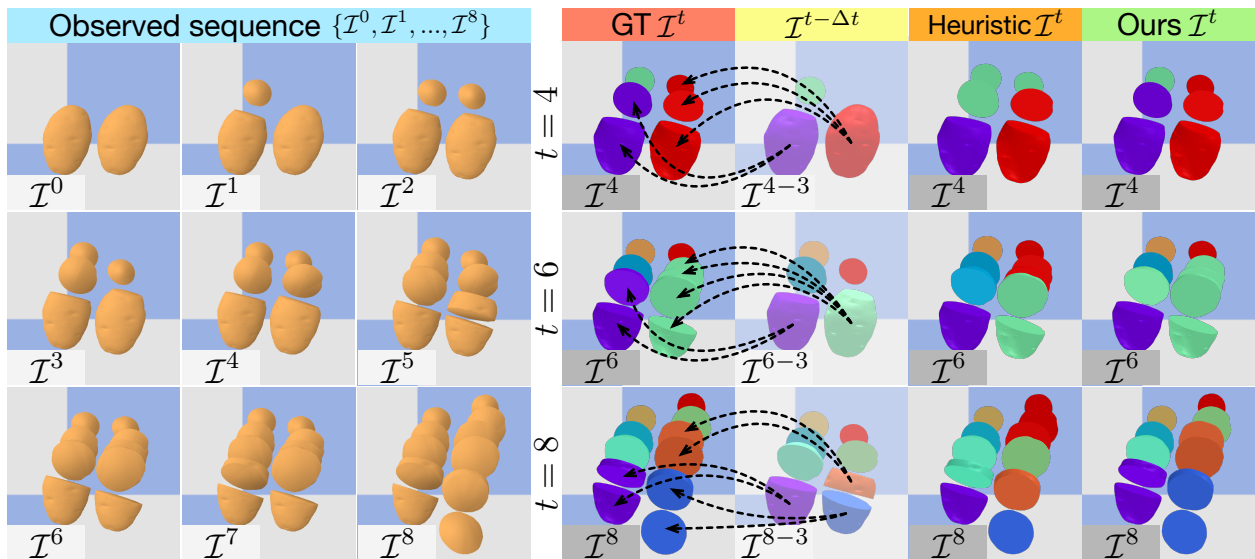 Observed sequence {𝓘⁰, 𝓘¹, ..., 𝓘⁸}
GT 𝓘ᵗ
𝓘ᵗ⁻ᐞᵗ
Heuristic 𝓘ᵗ
Ours 𝓘ᵗ
𝓘⁰
𝓘¹
𝓘²
t = 4
𝓘⁴
𝓘⁴⁻³
𝓘⁴
𝓘⁴
𝓘³
𝓘⁴
𝓘⁵
t = 6
𝓘⁶
𝓘⁶⁻³
𝓘⁶
𝓘⁶
𝓘⁶
𝓘⁷
𝓘⁸
t = 8
𝓘⁸
𝓘⁸⁻³
𝓘⁸
𝓘⁸